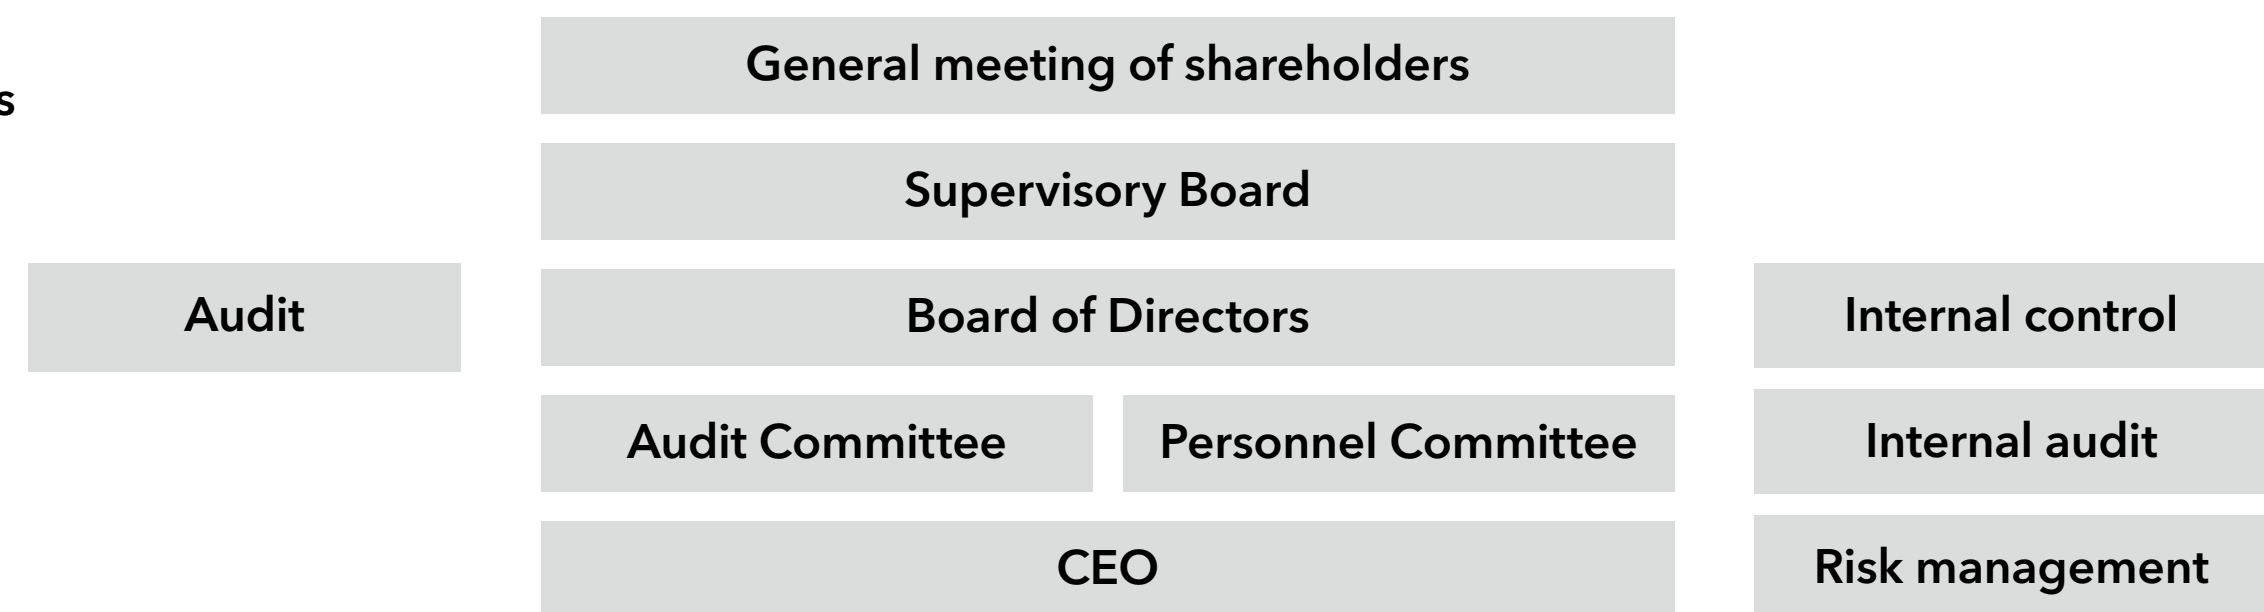 General meeting of shareholders
s
Supervisory Board
Audit
Board of Directors
Internal control
Audit Committee
Personnel Committee
Internal audit
CEO
Risk management